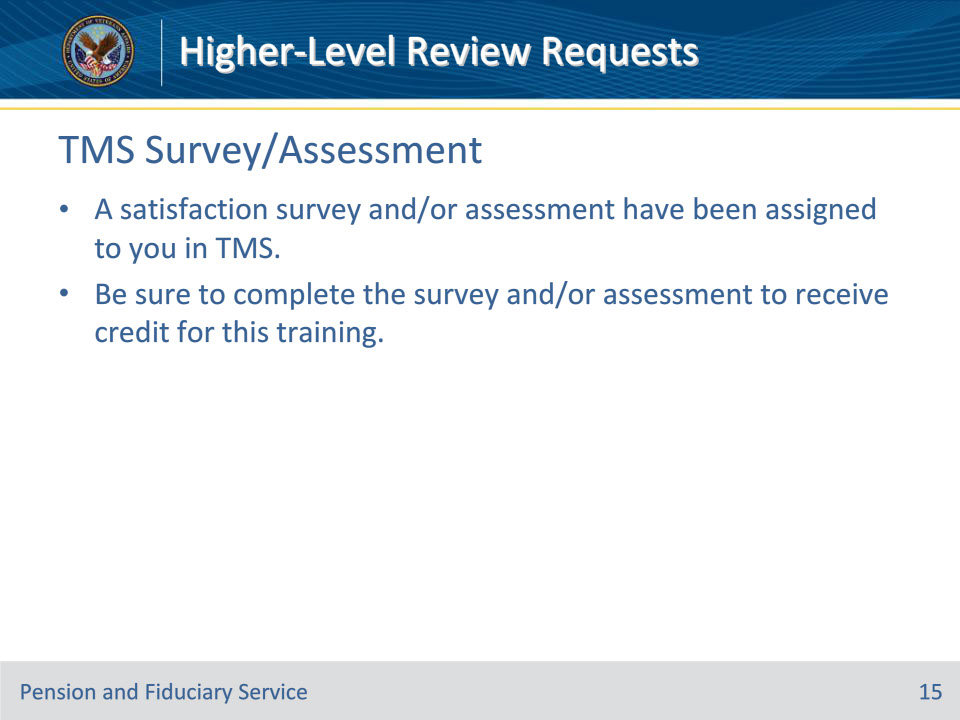 Higher-Level Review Requests
TMS Survey/Assessment
• A satisfaction survey and/or assessment have been assigned
to you in TMS.
• Be sure to complete the survey and/or assessment to receive
credit for this training.
Pension and Fiduciary Service
15